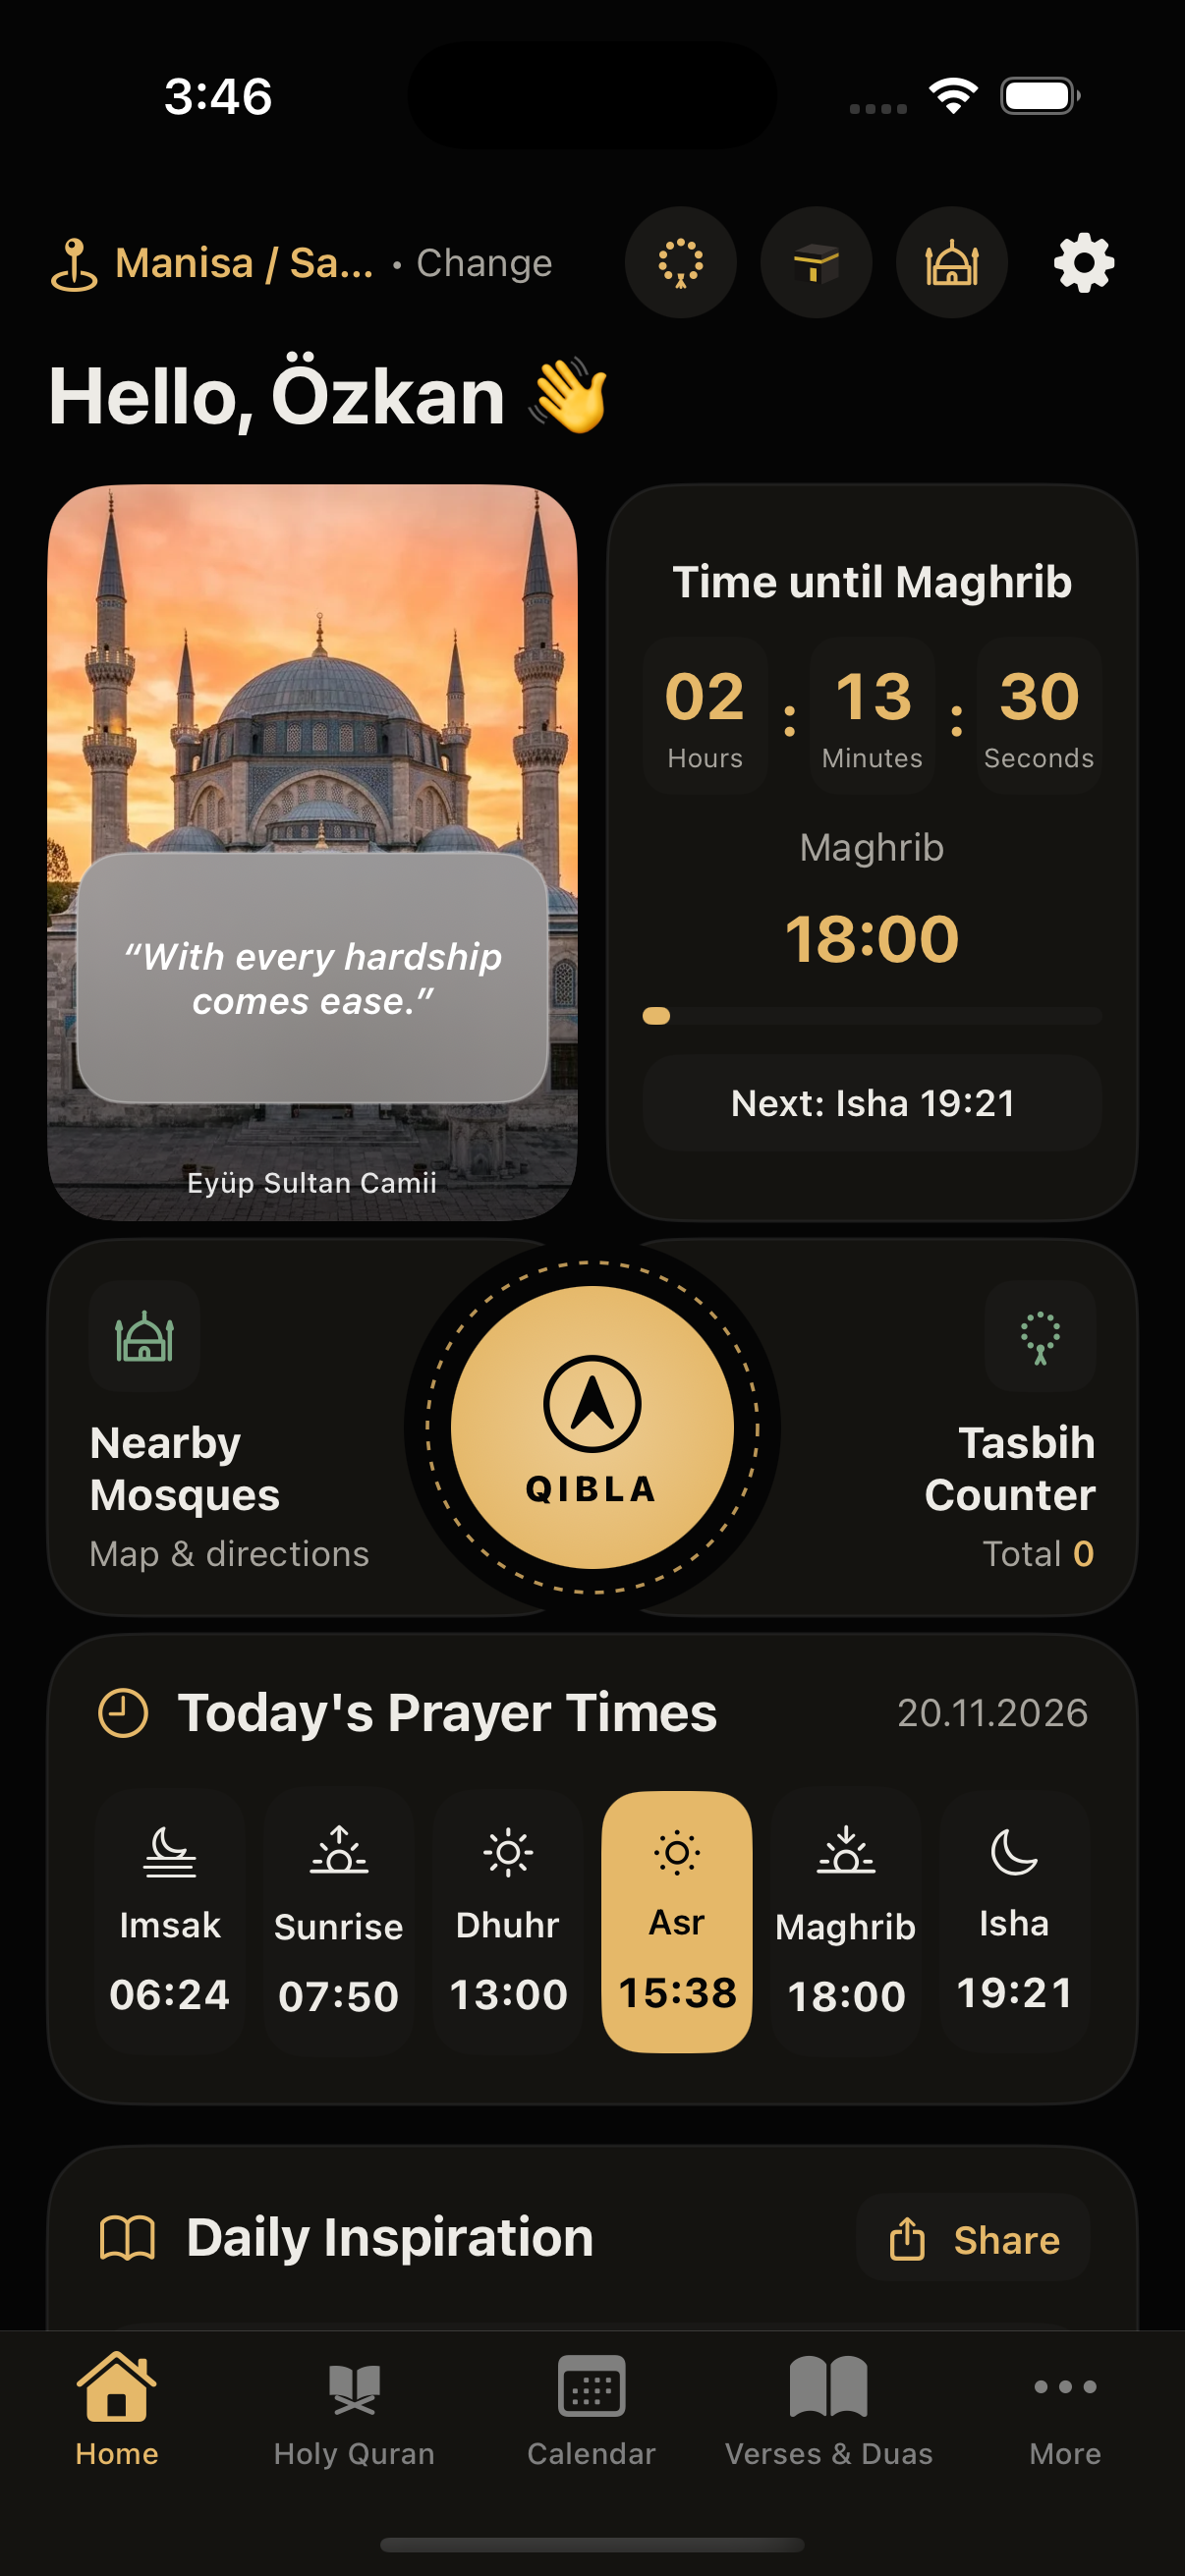 3:46
Manisa / Sa... • Change
Hello, Özkan 👋
“With every hardship
comes ease.”
Eyüp Sultan Camii
Time until Maghrib
02 : 13 : 30
Hours Minutes Seconds
Maghrib
18:00
Next: Isha 19:21
Nearby
Mosques
Map & directions
QIBLA
Tasbih
Counter
Total 0
Today's Prayer Times 20.11.2026
Imsak Sunrise Dhuhr Asr Maghrib Isha
06:24 07:50 13:00 15:38 18:00 19:21
Daily Inspiration Share
Home Holy Quran Calendar Verses & Duas More